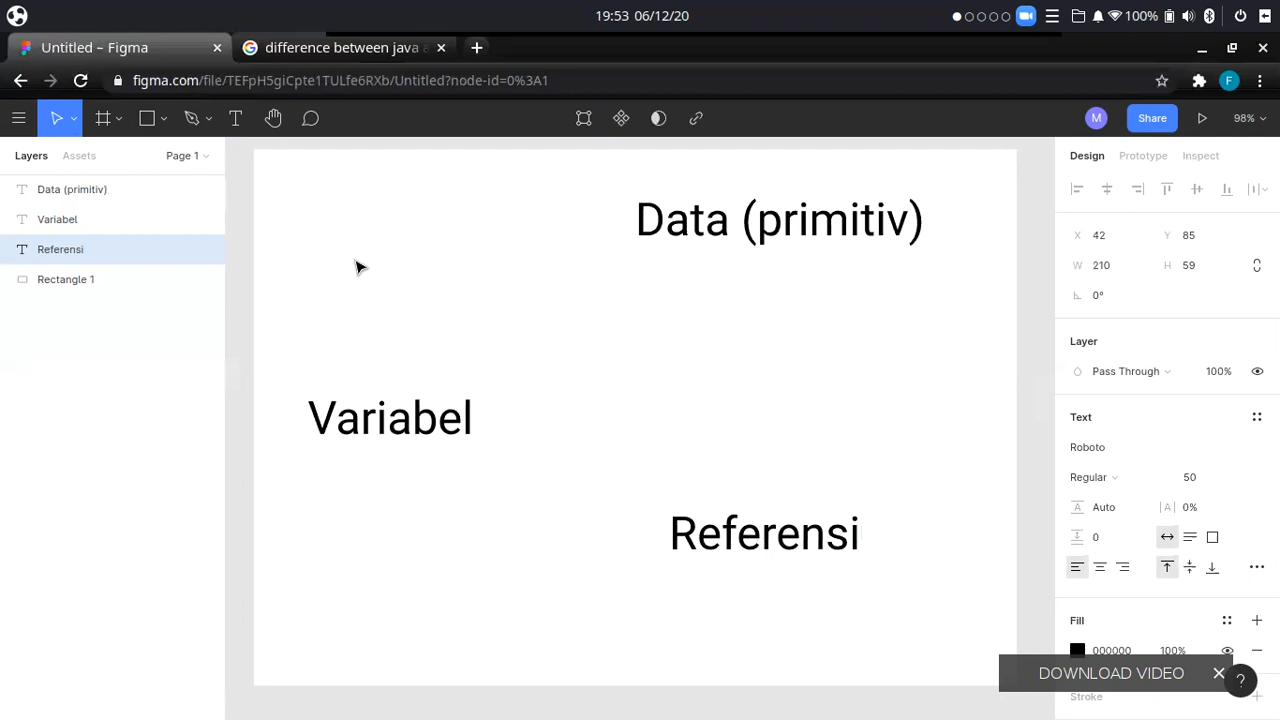 19:53 06/12/20
100%
Untitled – Figma
difference between java a
figma.com/file/TEFpH5giCpte1TULfe6RXb/Untitled?node-id=0%3A1
F
M
Share
98%
Layers
Assets
Page 1
Design
Prototype
Inspect
Data (primitiv)
Variabel
Referensi
Rectangle 1
Data (primitiv)
Variabel
Referensi
X 42
Y 85
W 210
H 59
0°
Layer
Pass Through
100%
Text
Roboto
Regular
50
Auto
|A| 0%
0
Fill
000000
100%
DOWNLOAD VIDEO
?
Stroke